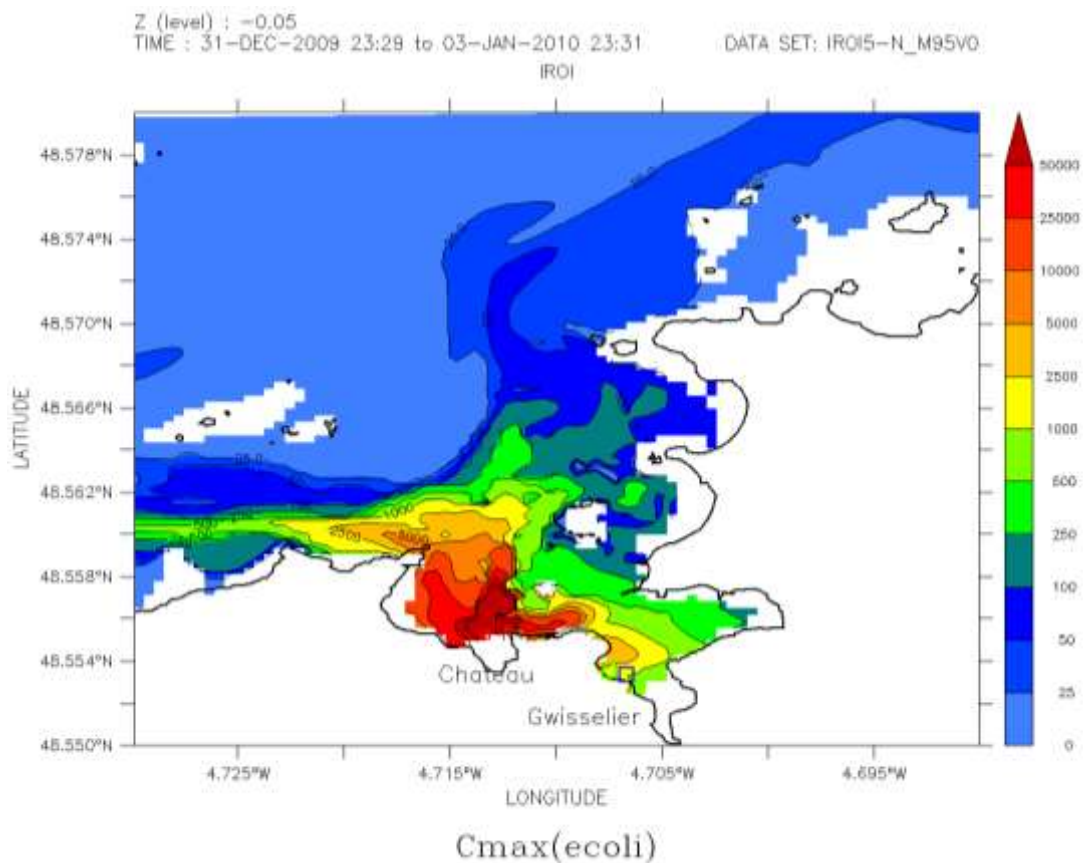 Z (level) : -0.05
TIME : 31-DEC-2009 23:29 to 03-JAN-2010 23:31
DATA SET: IROI5-N_M95V0
IROI
48.578°N
48.574°N
48.570°N
48.566°N
48.562°N
48.558°N
48.554°N
48.550°N
LATITUDE
1000
2500
5000
Chateau
Gwisselier
4.725°W
4.715°W
4.705°W
4.695°W
LONGITUDE
50000
25000
10000
5000
2500
1000
500
250
100
50
25
0
Cmax(ecoli)